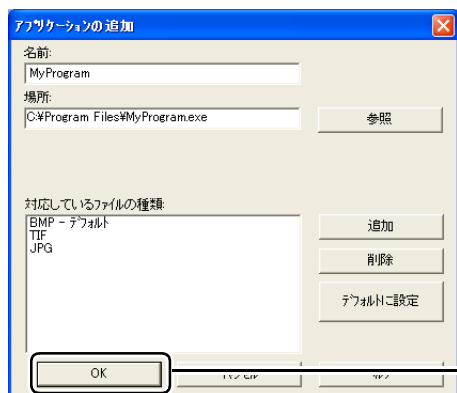 アプリケーションの追加
名前:
MyProgram
場所:
C:¥Program Files¥MyProgram.exe
参照
対応しているファイルの種類:
BMP - デフォルト
TIF
JPG
追加
削除
デフォルトに設定
OK